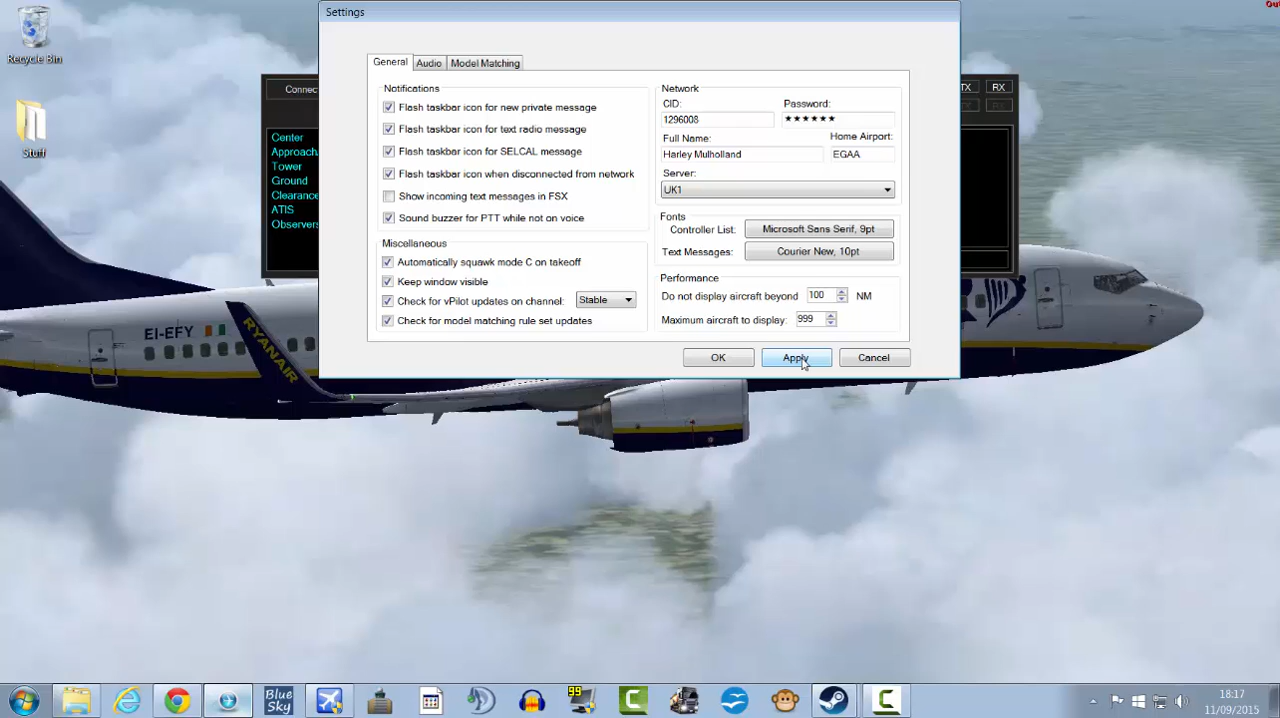 Settings
Recycle Bin
Stuff
Connect
TX
RX
Center
Approach
Tower
Ground
Clearance
ATIS
Observers
General
Audio
Model Matching
Notifications
Flash taskbar icon for new private message
Flash taskbar icon for text radio message
Flash taskbar icon for SELCAL message
Flash taskbar icon when disconnected from network
Show incoming text messages in FSX
Sound buzzer for PTT while not on voice
Miscellaneous
Automatically squawk mode C on takeoff
Keep window visible
Check for vPilot updates on channel: Stable
Check for model matching rule set updates
Network
CID: Password:
1296008 ★★★★★★
Full Name: Home Airport:
Harley Mulholland EGAA
Server:
UK1
Fonts
Controller List: Microsoft Sans Serif, 9pt
Text Messages: Courier New, 10pt
Performance
Do not display aircraft beyond 100 NM
Maximum aircraft to display: 999
OK
Apply
Cancel
EI-EFY
RYANAIR
Blue
Sky
99
18:17
11/09/2015